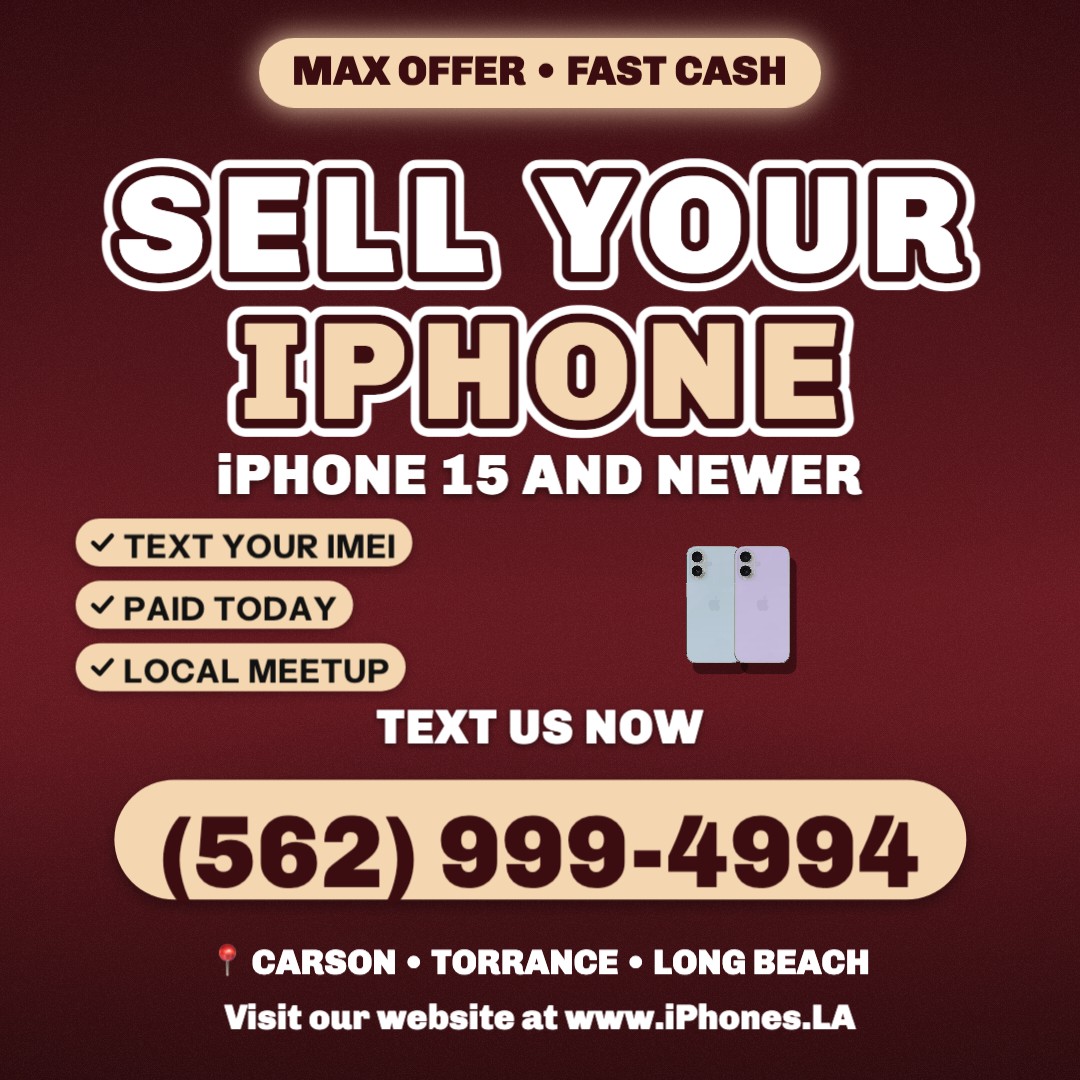 MAX OFFER • FAST CASH
SELL YOUR
IPHONE
iPHONE 15 AND NEWER
✓ TEXT YOUR IMEI
✓ PAID TODAY
✓ LOCAL MEETUP
TEXT US NOW
(562) 999-4994
📍 CARSON • TORRANCE • LONG BEACH
Visit our website at www.iPhones.LA